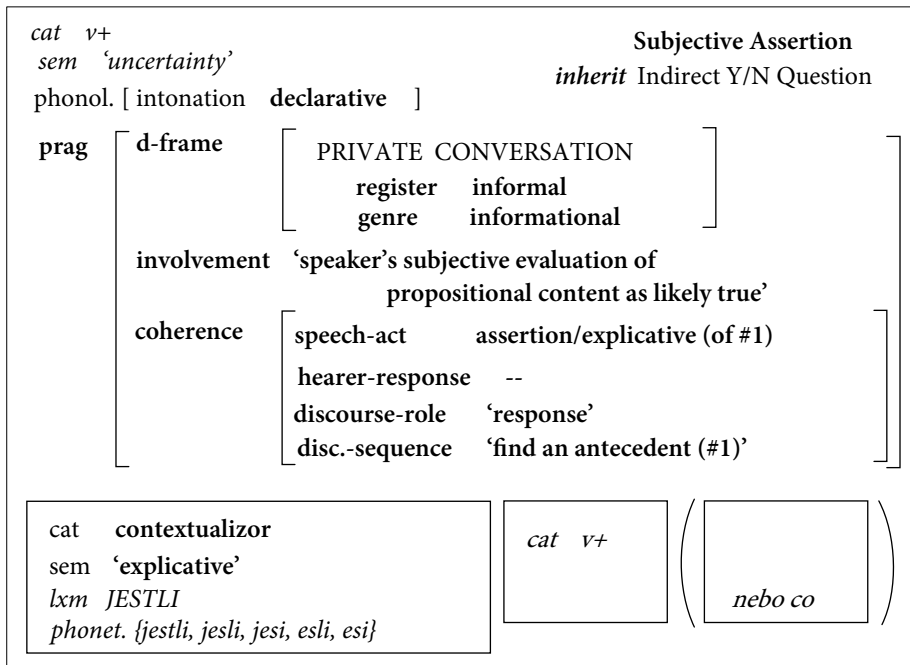 cat v+
sem ‘uncertainty’
Subjective Assertion
inherit Indirect Y/N Question
phonol. [ intonation declarative ]
prag
d-frame
PRIVATE CONVERSATION
register informal
genre informational
involvement ‘speaker’s subjective evaluation of
propositional content as likely true’
coherence
speech-act assertion/explicative (of #1)
hearer-response --
discourse-role ‘response’
disc.-sequence ‘find an antecedent (#1)’
cat contextualizor
sem ‘explicative’
lxm JESTLI
phonet. {jestli, jesli, jesi, esli, esi}
cat v+
nebo co